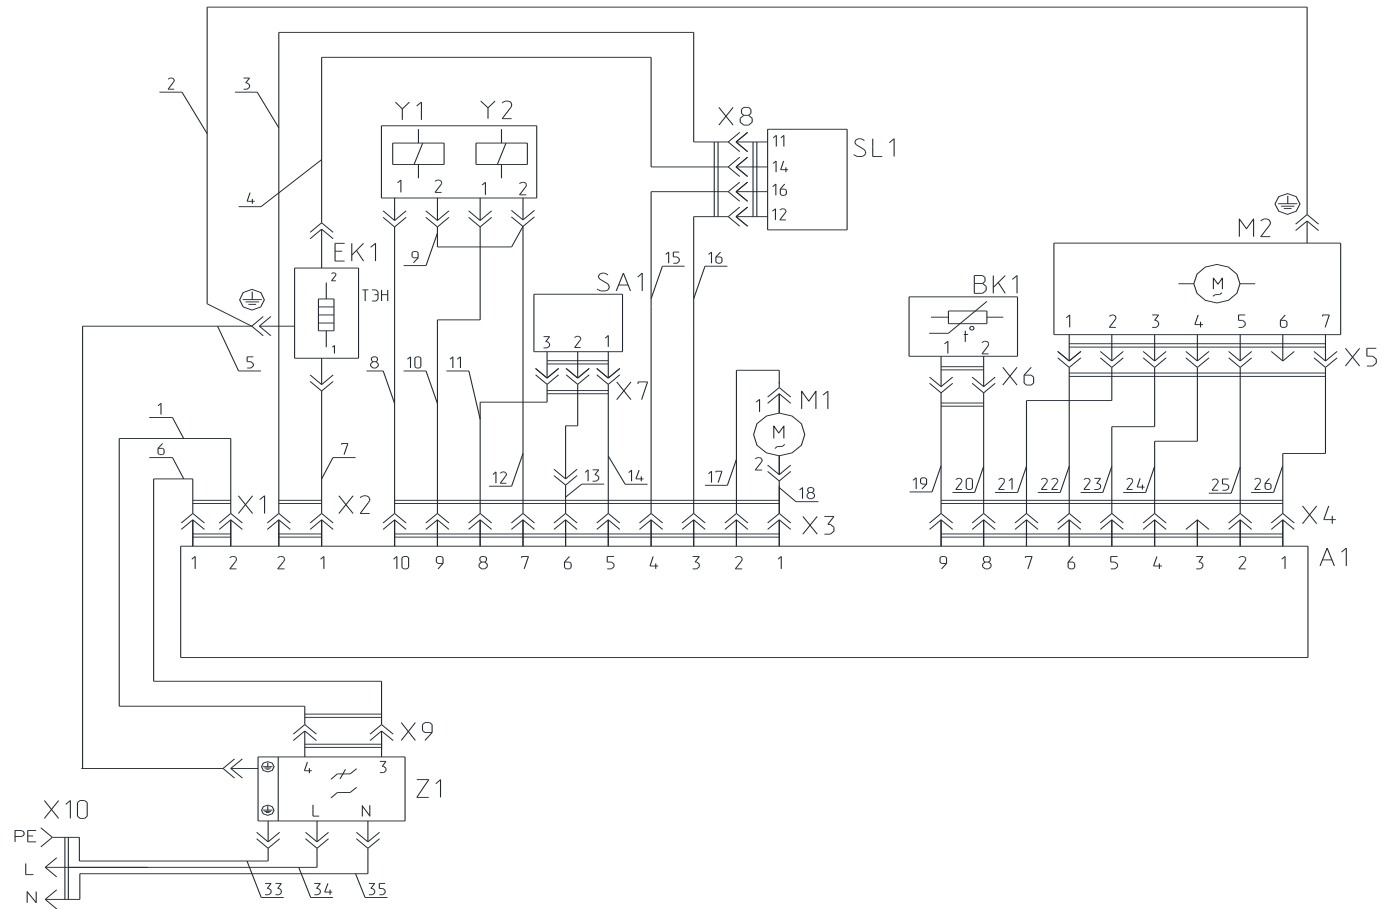 2 3
Y1 Y2 X8
11 SL1
14
4 1 2 1 2 16
12
M2
9 15 16
EK1
2 ТЭН
SA1 BK1 M
~
t°
1 3 2 1 1 2 1 2 3 4 5 6 7
5 8 10 11 X7 X6 X5
1 M1
1 M
~
6 7 2
12 13 14 17 18 19 20 21 22 23 24 25 26
X1 X2 X3 X4
1 2 2 1 10 9 8 7 6 5 4 3 2 1 9 8 7 6 5 4 3 2 1 A1
X9
4 3
Z1
X10 L N
PE
L
N 33 34 35